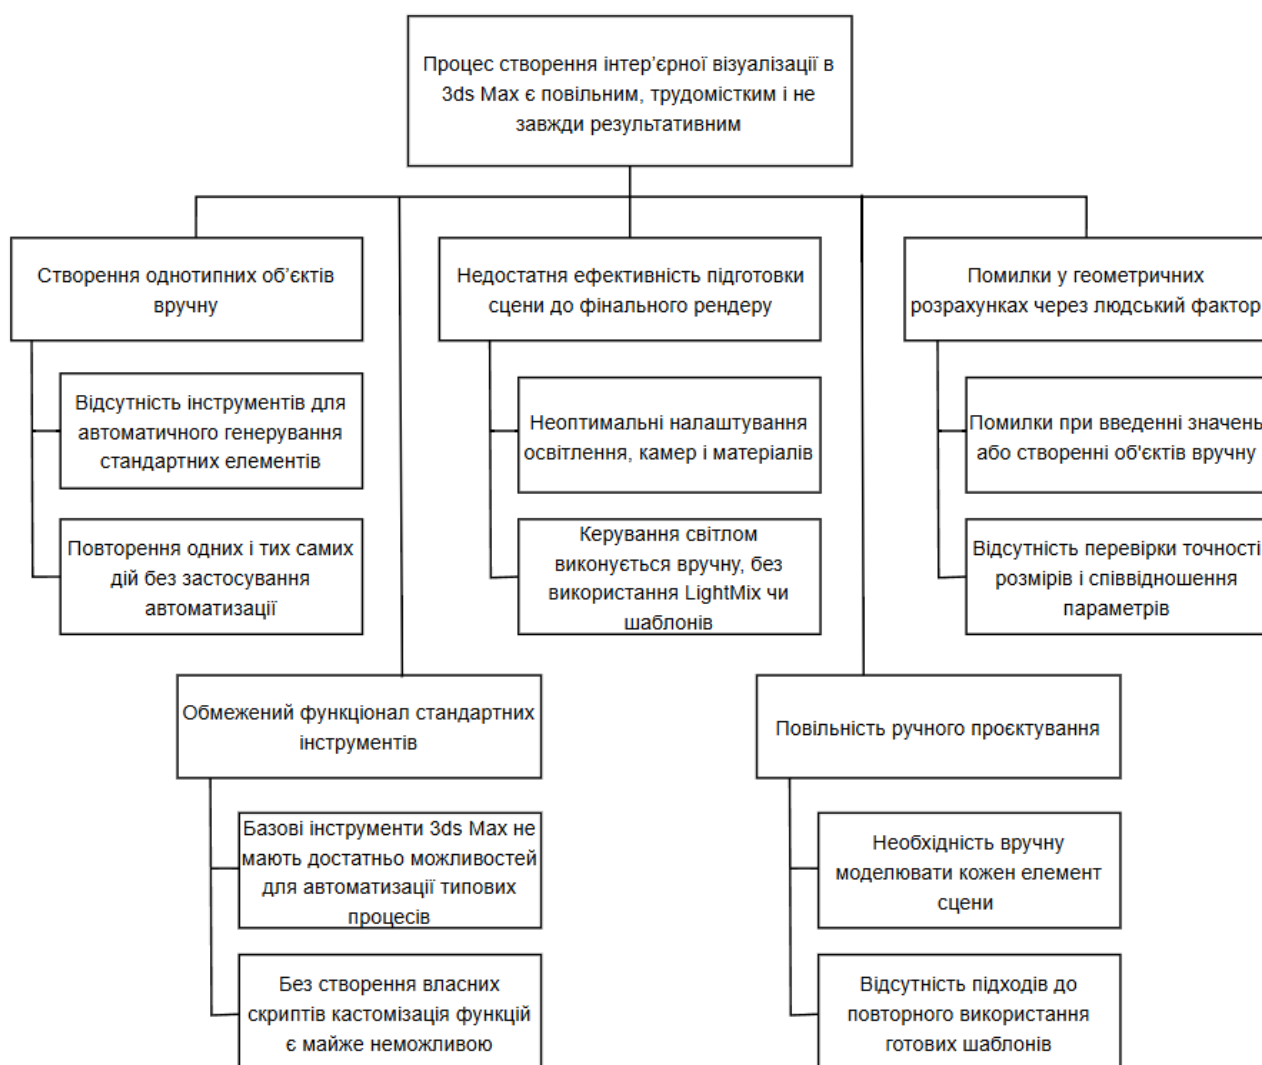 Процес створення інтер’єрної візуалізації в
3ds Max є повільним, трудомістким і не
завжди результативним
Створення однотипних об’єктів
вручну
Відсутність інструментів для
автоматичного генерування
стандартних елементів
Повторення одних і тих самих
дій без застосування
автоматизації
Недостатня ефективність підготовки
сцени до фінального рендеру
Неоптимальні налаштування
освітлення, камер і матеріалів
Керування світлом
виконується вручну, без
використання LightMix чи
шаблонів
Помилки у геометричних
розрахунках через людський фактор
Помилки при введенні значень
або створенні об'єктів вручну
Відсутність перевірки точності
розмірів і співвідношення
параметрів
Обмежений функціонал стандартних
інструментів
Базові інструменти 3ds Max не
мають достатньо можливостей
для автоматизації типових
процесів
Без створення власних
скриптів кастомізація функцій
є майже неможливою
Повільність ручного проєктування
Необхідність вручну
моделювати кожен елемент
сцени
Відсутність підходів до
повторного використання
готових шаблонів